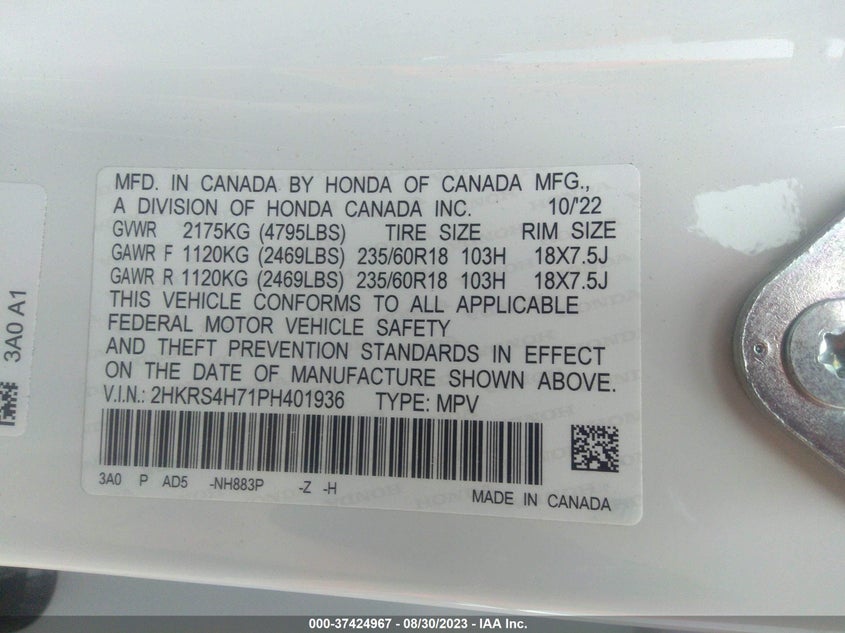 MFD. IN CANADA BY HONDA OF CANADA MFG.,
A DIVISION OF HONDA CANADA INC. 10/'22
GVWR 2175KG (4795LBS) TIRE SIZE RIM SIZE
GAWR F 1120KG (2469LBS) 235/60R18 103H 18X7.5J
GAWR R 1120KG (2469LBS) 235/60R18 103H 18X7.5J
THIS VEHICLE CONFORMS TO ALL APPLICABLE
FEDERAL MOTOR VEHICLE SAFETY
AND THEFT PREVENTION STANDARDS IN EFFECT
ON THE DATE OF MANUFACTURE SHOWN ABOVE.
V.I.N.: 2HKRS4H71PH401936 TYPE: MPV
3A0 P AD5 -NH883P -Z -H
MADE IN CANADA
3A0 A1
000-37424967 - 08/30/2023 - IAA Inc.